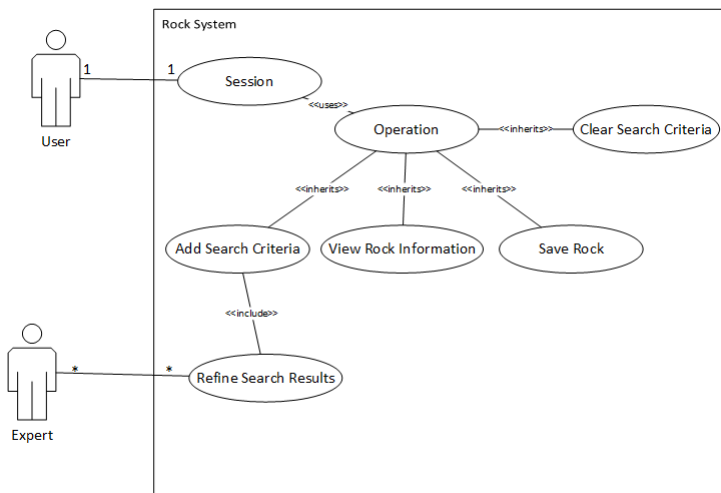 Rock System
1
1
Session
User
<<uses>>
Operation
<<inherits>>
Clear Search Criteria
<<inherits>>
<<inherits>>
<<inherits>>
Add Search Criteria
View Rock Information
Save Rock
<<include>>
*
*
Refine Search Results
Expert